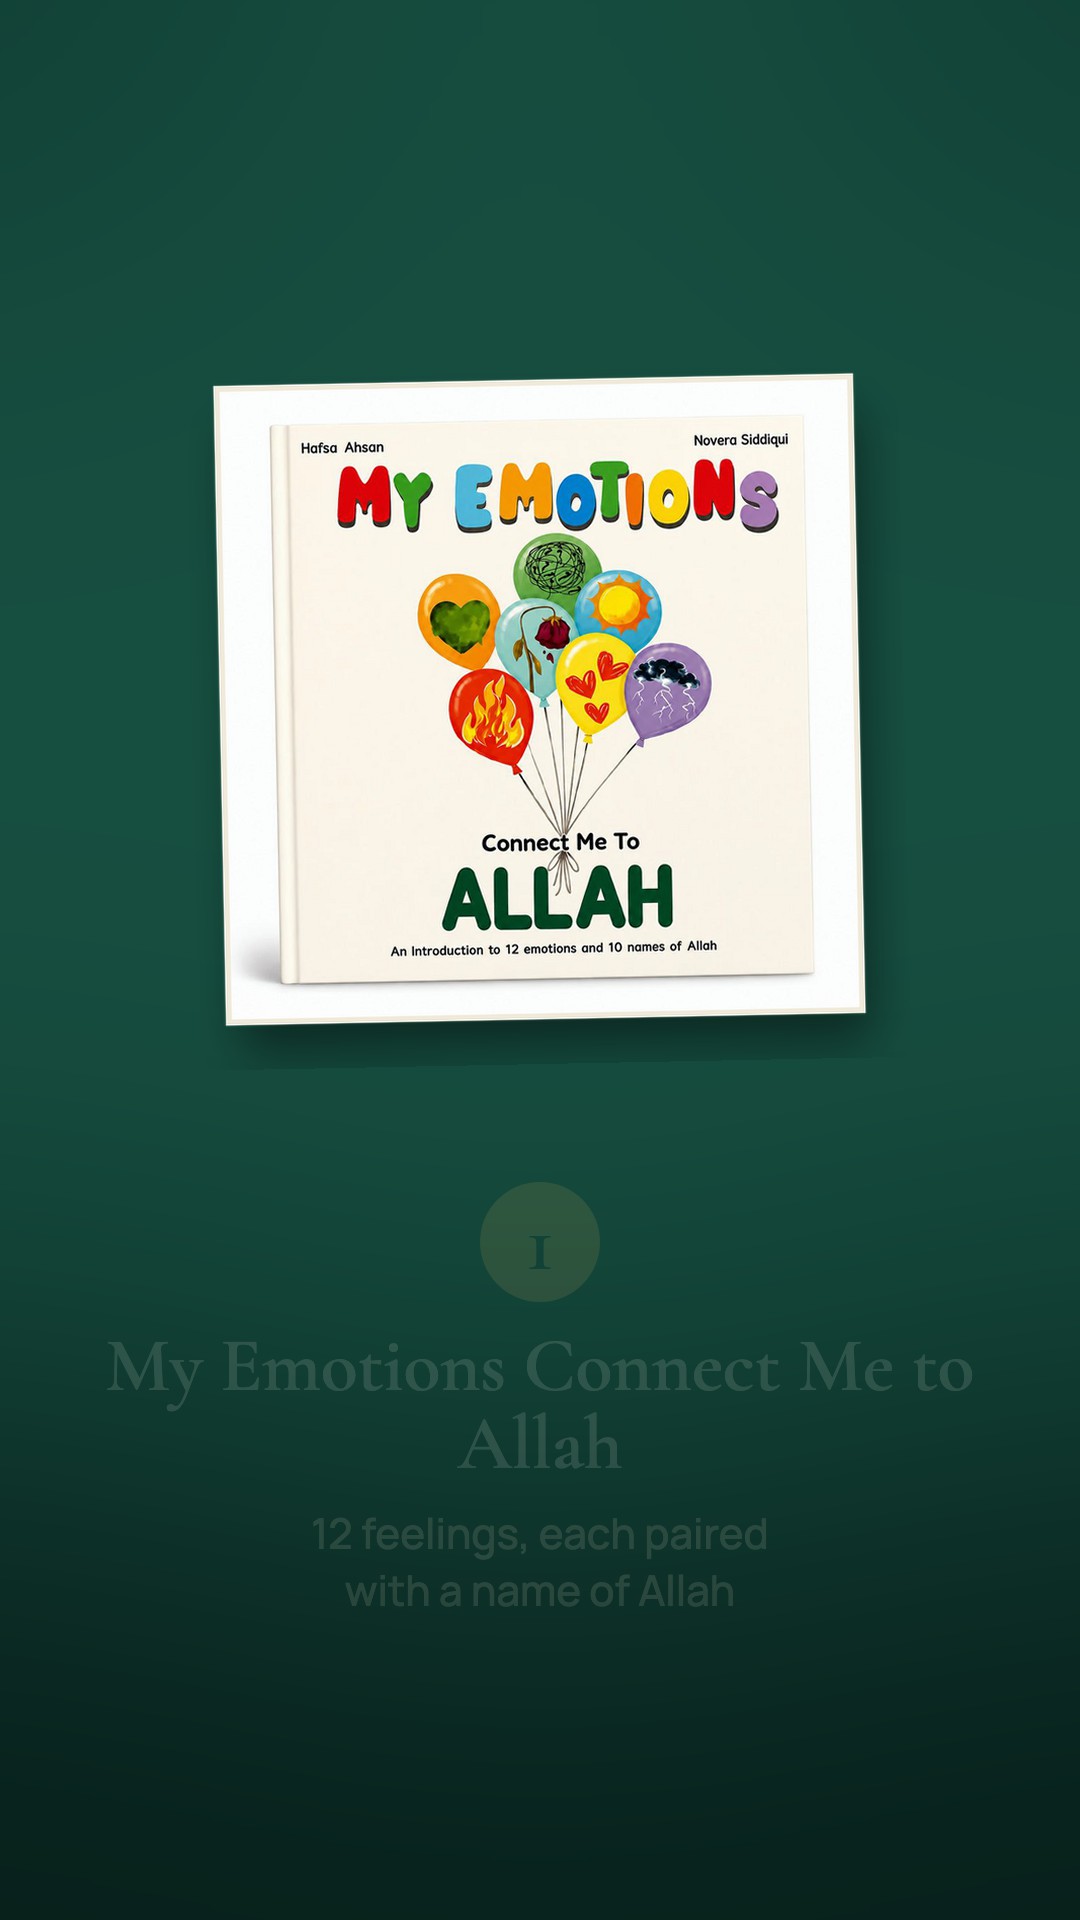 Hafsa Ahsan
Novera Siddiqui
MY EMOTIONS
Connect Me To
ALLAH
An Introduction to 12 emotions and 10 names of Allah
1
My Emotions Connect Me to
Allah
12 feelings, each paired
with a name of Allah